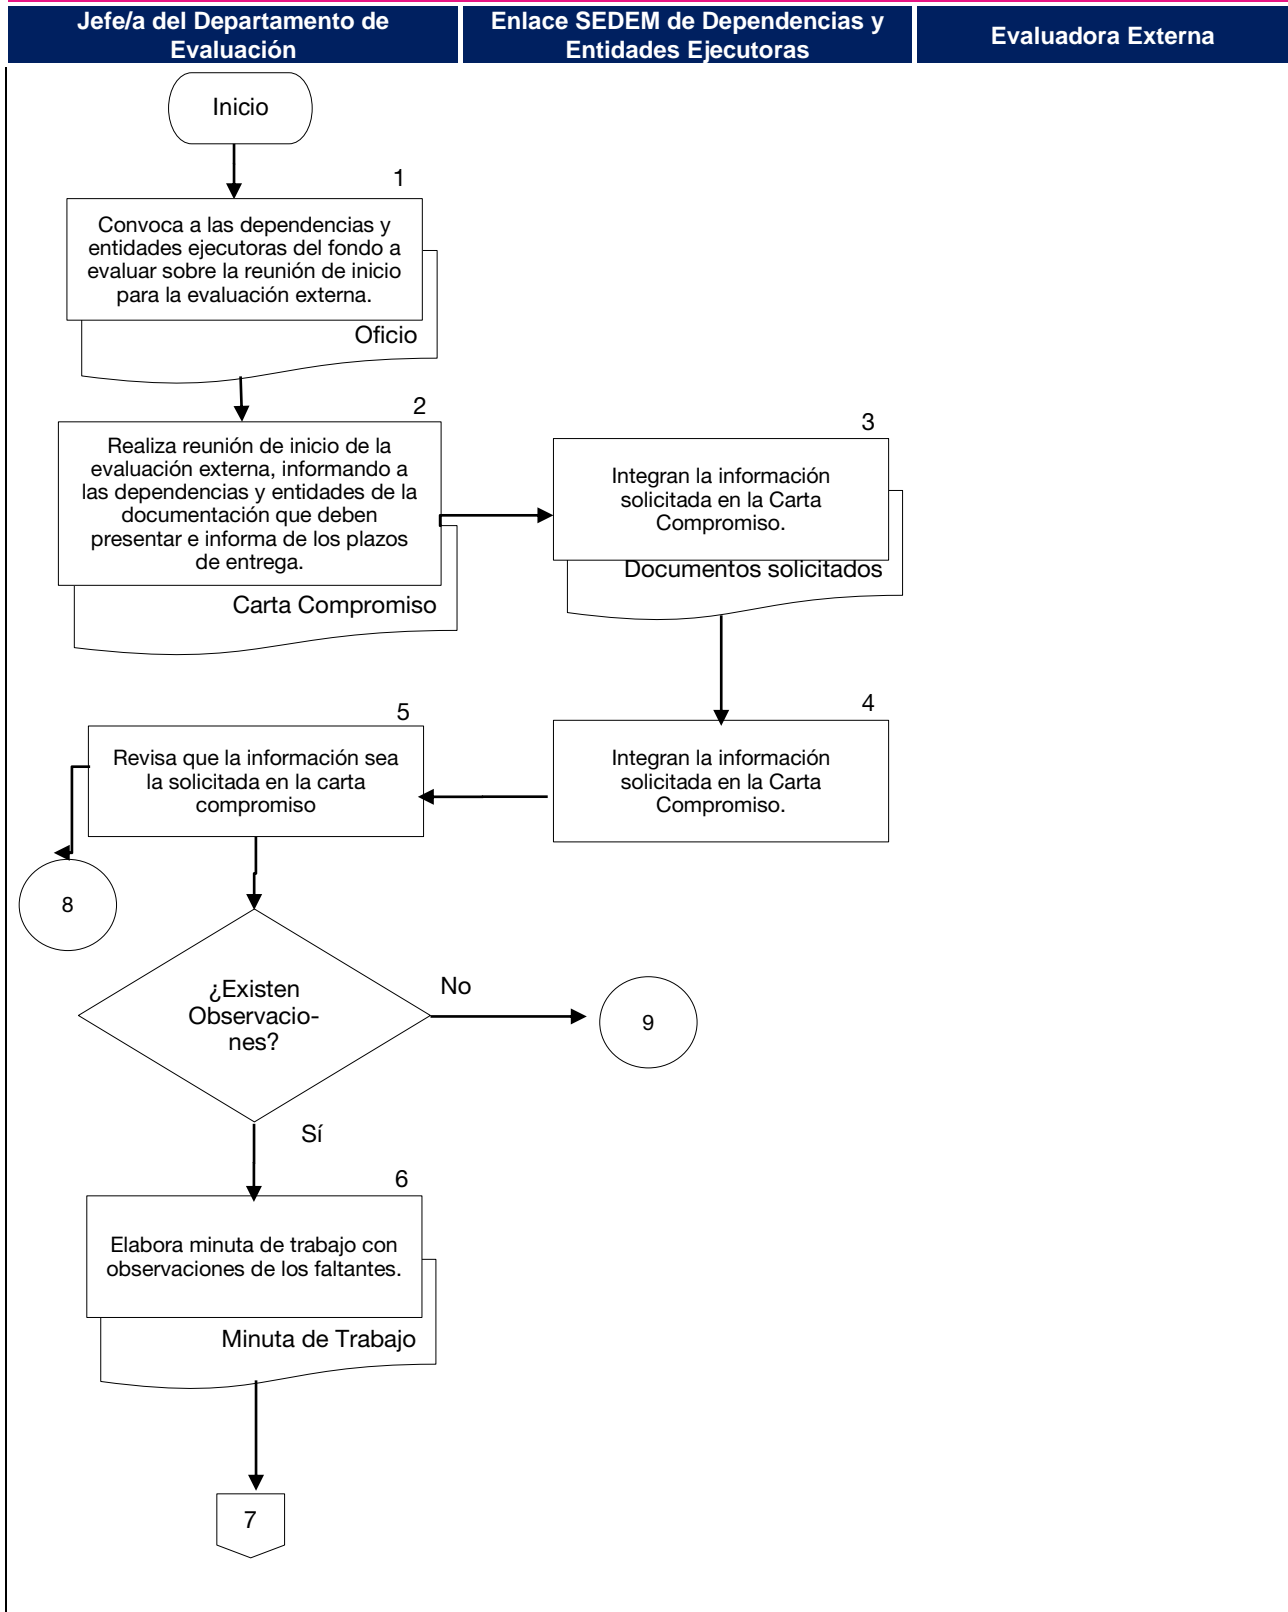 Jefe/a del Departamento de
Evaluación
Enlace SEDEM de Dependencias y
Entidades Ejecutoras
Evaluadora Externa
Inicio
1
Convoca a las dependencias y
entidades ejecutoras del fondo a
evaluar sobre la reunión de inicio
para la evaluación externa.
Oficio
2
Realiza reunión de inicio de la
evaluación externa, informando a
las dependencias y entidades de la
documentación que deben
presentar e informa de los plazos
de entrega.
Carta Compromiso
3
Integran la información
solicitada en la Carta
Compromiso.
Documentos solicitados
4
Integran la información
solicitada en la Carta
Compromiso.
5
Revisa que la información sea
la solicitada en la carta
compromiso
8
¿Existen
Observacio-
nes?
No
9
Sí
6
Elabora minuta de trabajo con
observaciones de los faltantes.
Minuta de Trabajo
7